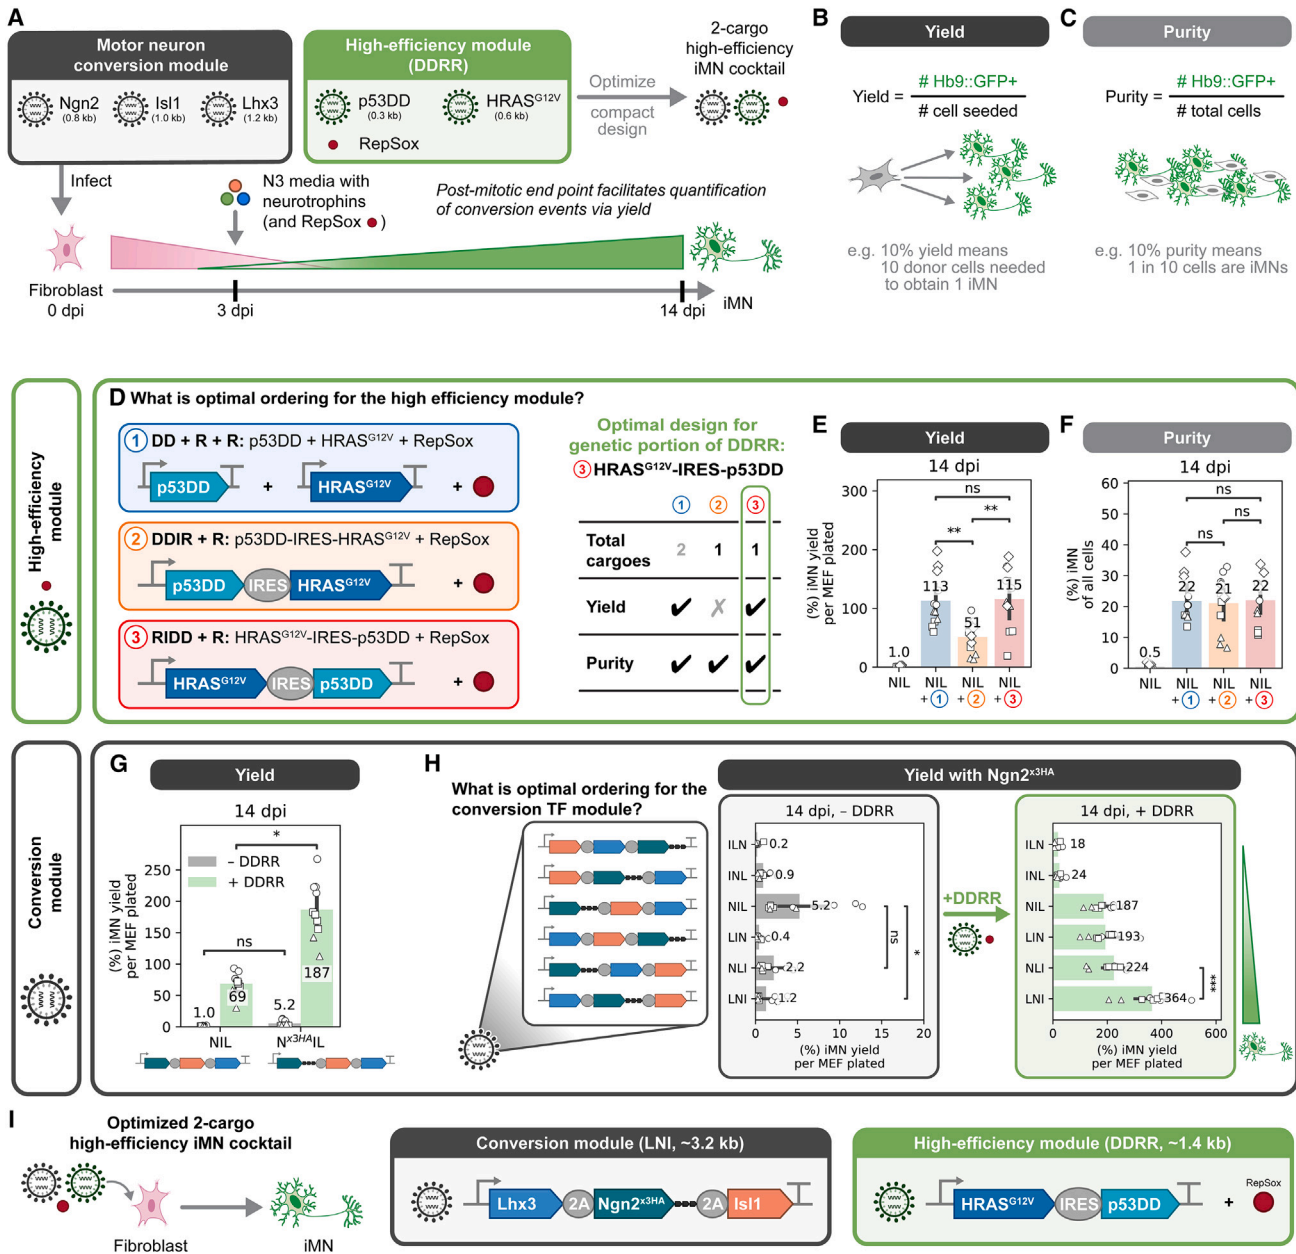 A
Motor neuron
conversion module
Ngn2
(0.8 kb)
Isl1
(1.0 kb)
Lhx3
(1.2 kb)
High-efficiency module
(DDRR)
p53DD
(0.3 kb)
HRASG12V
(0.6 kb)
RepSox
Optimize
compact
design
2-cargo
high-efficiency
iMN cocktail
Infect
N3 media with
neurotrophins
(and RepSox )
Post-mitotic end point facilitates quantification
of conversion events via yield
Fibroblast
0 dpi
3 dpi
14 dpi
iMN
B
Yield
Yield = # Hb9::GFP+
# cell seeded
e.g. 10% yield means
10 donor cells needed
to obtain 1 iMN
C
Purity
Purity = # Hb9::GFP+
# total cells
e.g. 10% purity means
1 in 10 cells are iMNs
High-efficiency
module
D What is optimal ordering for the high efficiency module?
1 DD + R + R: p53DD + HRASG12V + RepSox
p53DD + HRASG12V +
2 DDIR + R: p53DD-IRES-HRASG12V + RepSox
p53DD IRES HRASG12V +
3 RIDD + R: HRASG12V-IRES-p53DD + RepSox
HRASG12V IRES p53DD +
Optimal design for
genetic portion of DDRR:
3 HRASG12V-IRES-p53DD
1 2 3
Total
cargoes
2 1 1
Yield ✓ ✗ ✓
Purity ✓ ✓ ✓
E
Yield
14 dpi
(%) iMN yield
per MEF plated
300
200
100
0
ns
**
**
1.0
113
51
115
NIL NIL NIL NIL
+ 1 + 2 + 3
F
Purity
14 dpi
(%) iMN
of all cells
60
50
40
30
20
10
0
ns
ns
ns
0.5
22
21
22
NIL NIL NIL NIL
+ 1 + 2 + 3
Conversion
module
G
Yield
14 dpi
(%) iMN yield
per MEF plated
250
200
150
100
50
0
*
– DDRR
+ DDRR
ns
1.0
69
5.2
187
NIL
Nx3HAIL
H
What is optimal ordering for the
conversion TF module?
Yield with Ngn2x3HA
14 dpi, – DDRR
ILN 0.2
INL 0.9
NIL 5.2
LIN 0.4
NLI 2.2
LNI 1.2
ns
*
0 5 10 15 20
(%) iMN yield
per MEF plated
+DDRR
14 dpi, + DDRR
ILN 18
INL 24
NIL 187
LIN 193
NLI 224
LNI 364
***
0 200 400 600
(%) iMN yield
per MEF plated
I
Optimized 2-cargo
high-efficiency iMN cocktail
Fibroblast
iMN
Conversion module (LNI, ~3.2 kb)
Lhx3 2A Ngn2x3HA 2A Isl1
High-efficiency module (DDRR, ~1.4 kb)
HRASG12V IRES p53DD +
RepSox